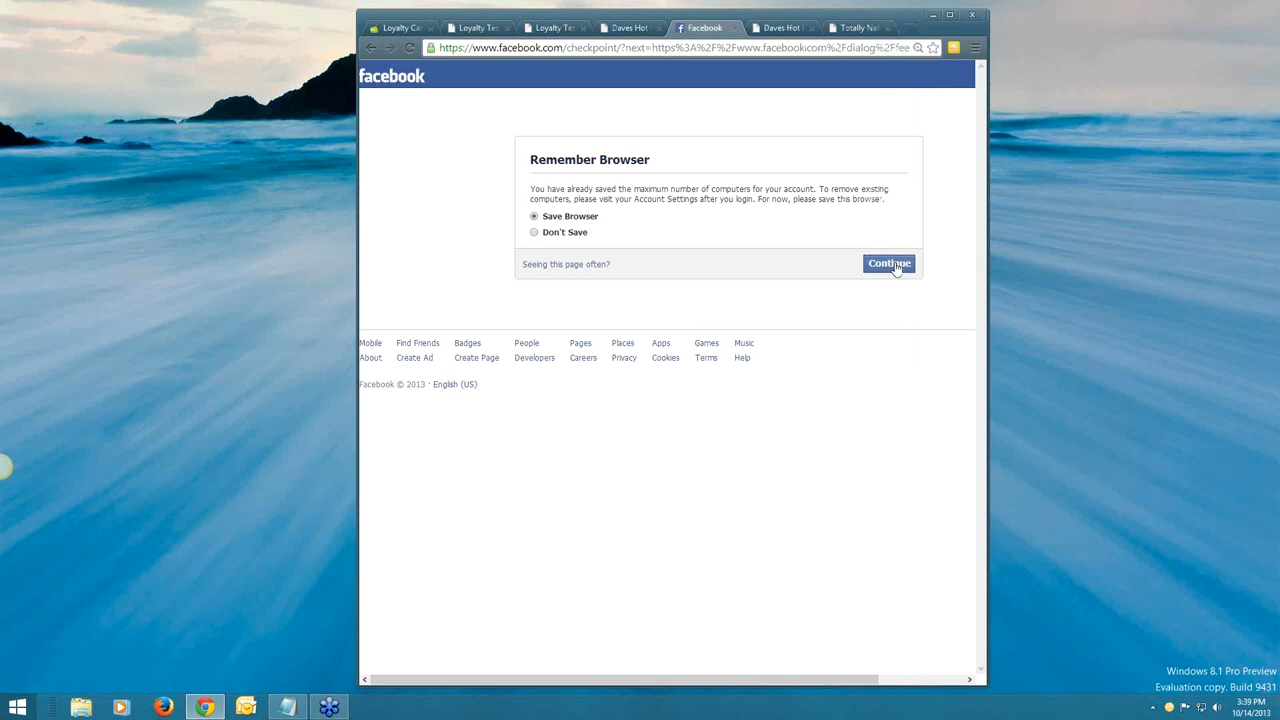 Loyalty Ca
Loyalty Tes
Loyalty Tes
Daves Hot
Facebook
Daves Hot
Totally Nai
https://www.facebook.com/checkpoint/?next=https%3A%2F%2Fwww.facebook.com%2Fdialog%2Ffee
facebook
Remember Browser
You have already saved the maximum number of computers for your account. To remove existing
computers, please visit your Account Settings after you login. For now, please save this browser.
Save Browser
Don't Save
Seeing this page often?
Continue
Mobile Find Friends Badges People Pages Places Apps Games Music
About Create Ad Create Page Developers Careers Privacy Cookies Terms Help
Facebook © 2013 · English (US)
Windows 8.1 Pro Preview
Evaluation copy. Build 9431
3:39 PM
10/14/2013